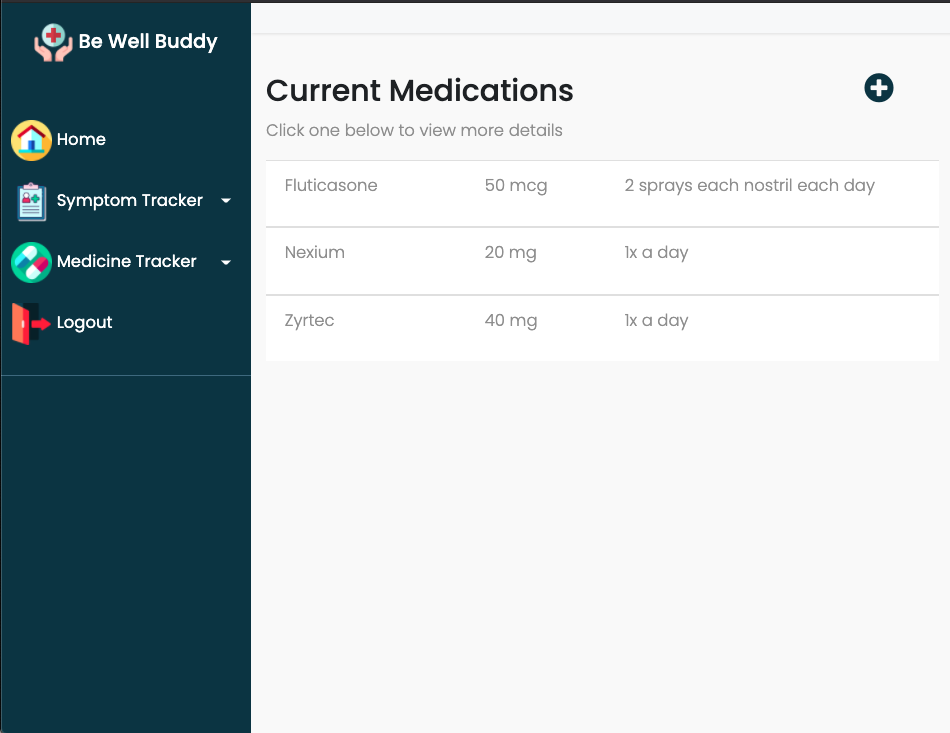 Be Well Buddy
Home
Symptom Tracker
Medicine Tracker
Logout
Current Medications
Click one below to view more details
Fluticasone 50 mcg 2 sprays each nostril each day
Nexium 20 mg 1x a day
Zyrtec 40 mg 1x a day